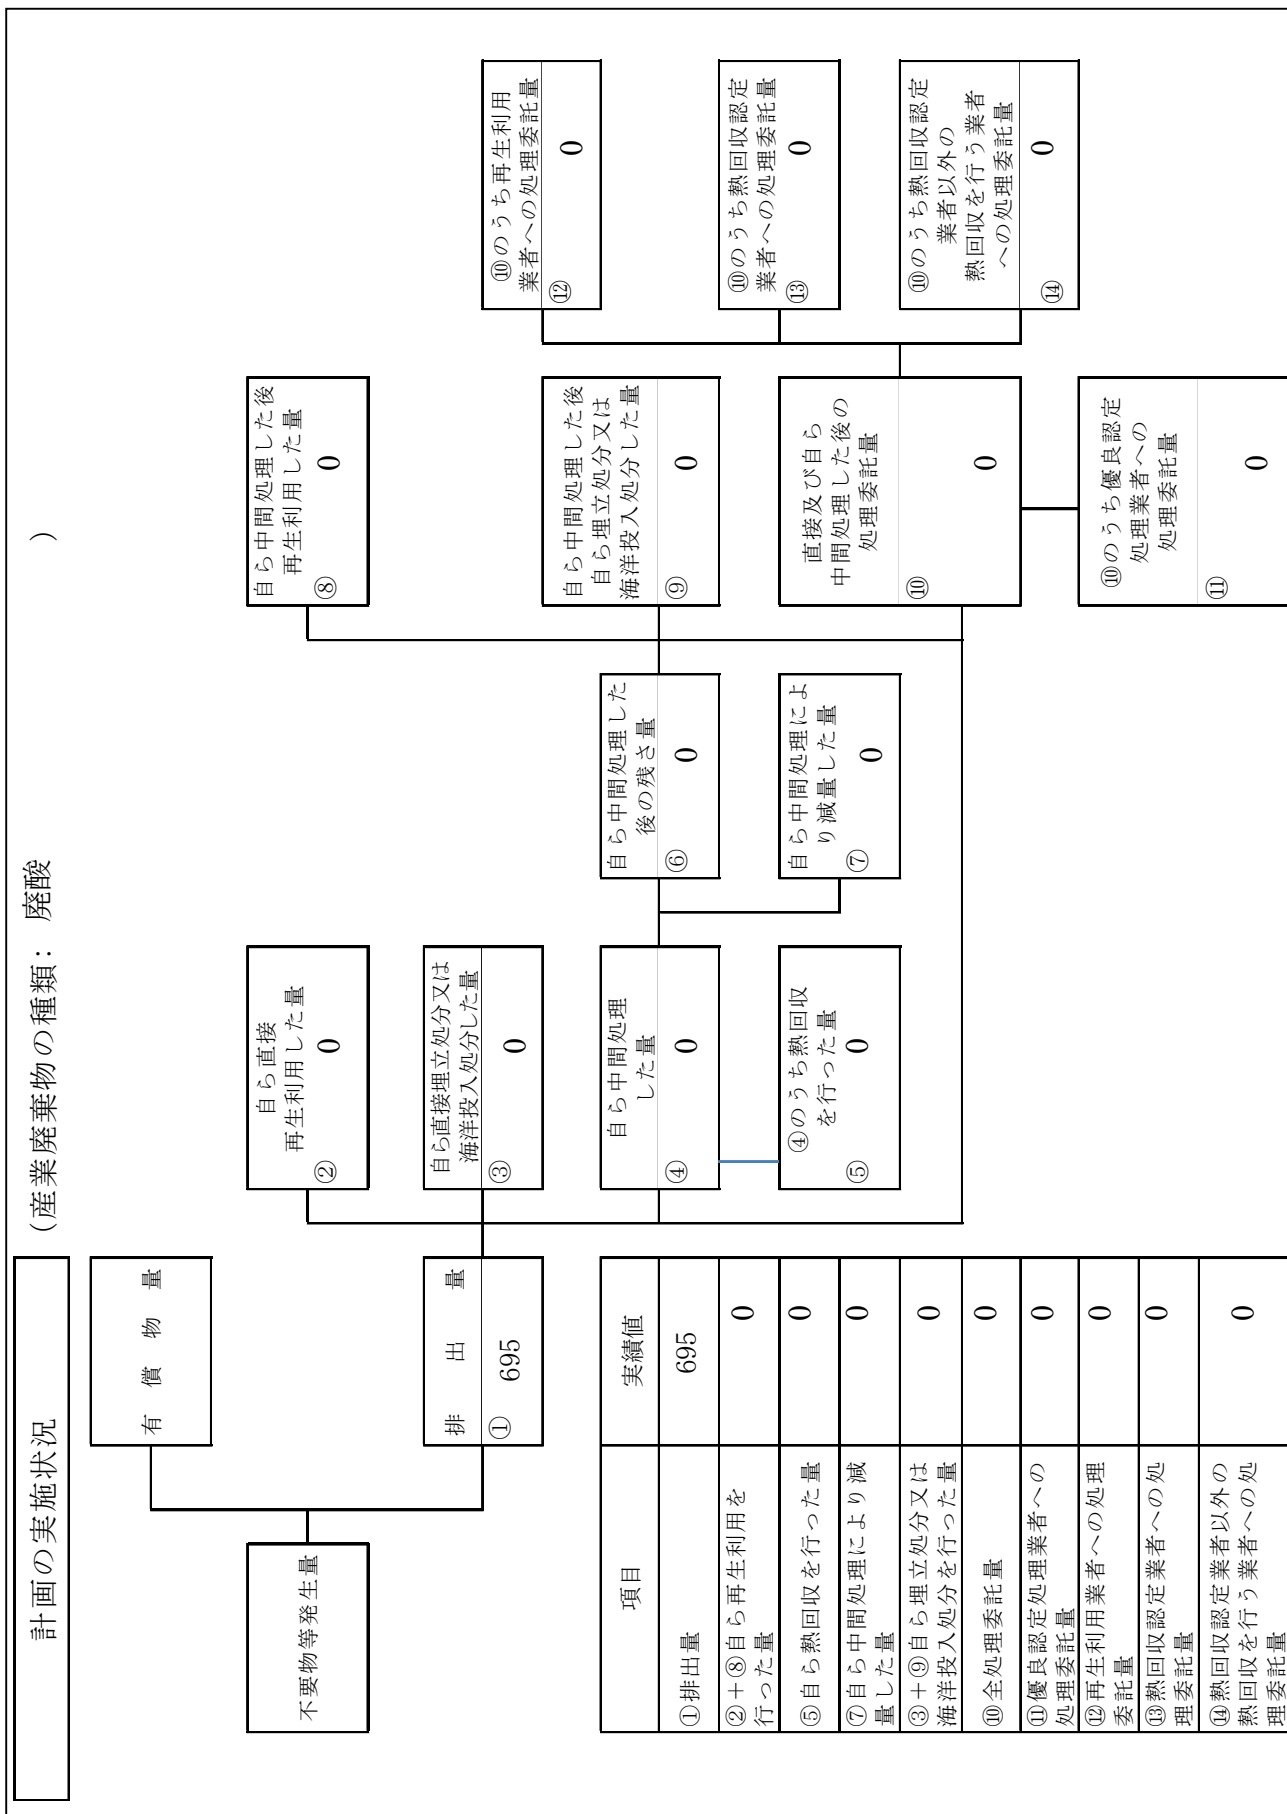 計画の実施状況
（産業廃棄物の種類： 廃酸 ）
不要物等発生量
有 償 物 量
排 出 量
① 695
自ら直接
再生利用した量
② 0
自ら直接埋立処分又は
海洋投入処分した量
③ 0
自ら中間処理
した量
④ 0
④のうち熱回収
を行った量
⑤ 0
自ら中間処理した
後の残さ量
⑥ 0
自ら中間処理によ
り減量した量
⑦ 0
自ら中間処理した後
再生利用した量
⑧ 0
自ら中間処理した後
自ら埋立処分又は
海洋投入処分した量
⑨ 0
直接及び自ら
中間処理した後の
処理委託量
⑩ 0
⑩のうち優良認定
処理業者への
処理委託量
⑪ 0
⑩のうち再生利用
業者への処理委託量
⑫ 0
⑩のうち熱回収認定
業者への処理委託量
⑬ 0
⑩のうち熱回収認定
業者以外の
熱回収を行う業者
への処理委託量
⑭ 0
項目 実績値
①排出量 695
②＋⑧自ら再生利用を
行った量 0
⑤自ら熱回収を行った量 0
⑦自ら中間処理により減
量した量 0
③＋⑨自ら埋立処分又は
海洋投入処分を行った量 0
⑩全処理委託量 0
⑪優良認定処理業者への
処理委託量 0
⑫再生利用業者への処理
委託量 0
⑬熱回収認定業者への処
理委託量 0
⑭熱回収認定業者以外の
熱回収を行う業者への処
理委託量 0